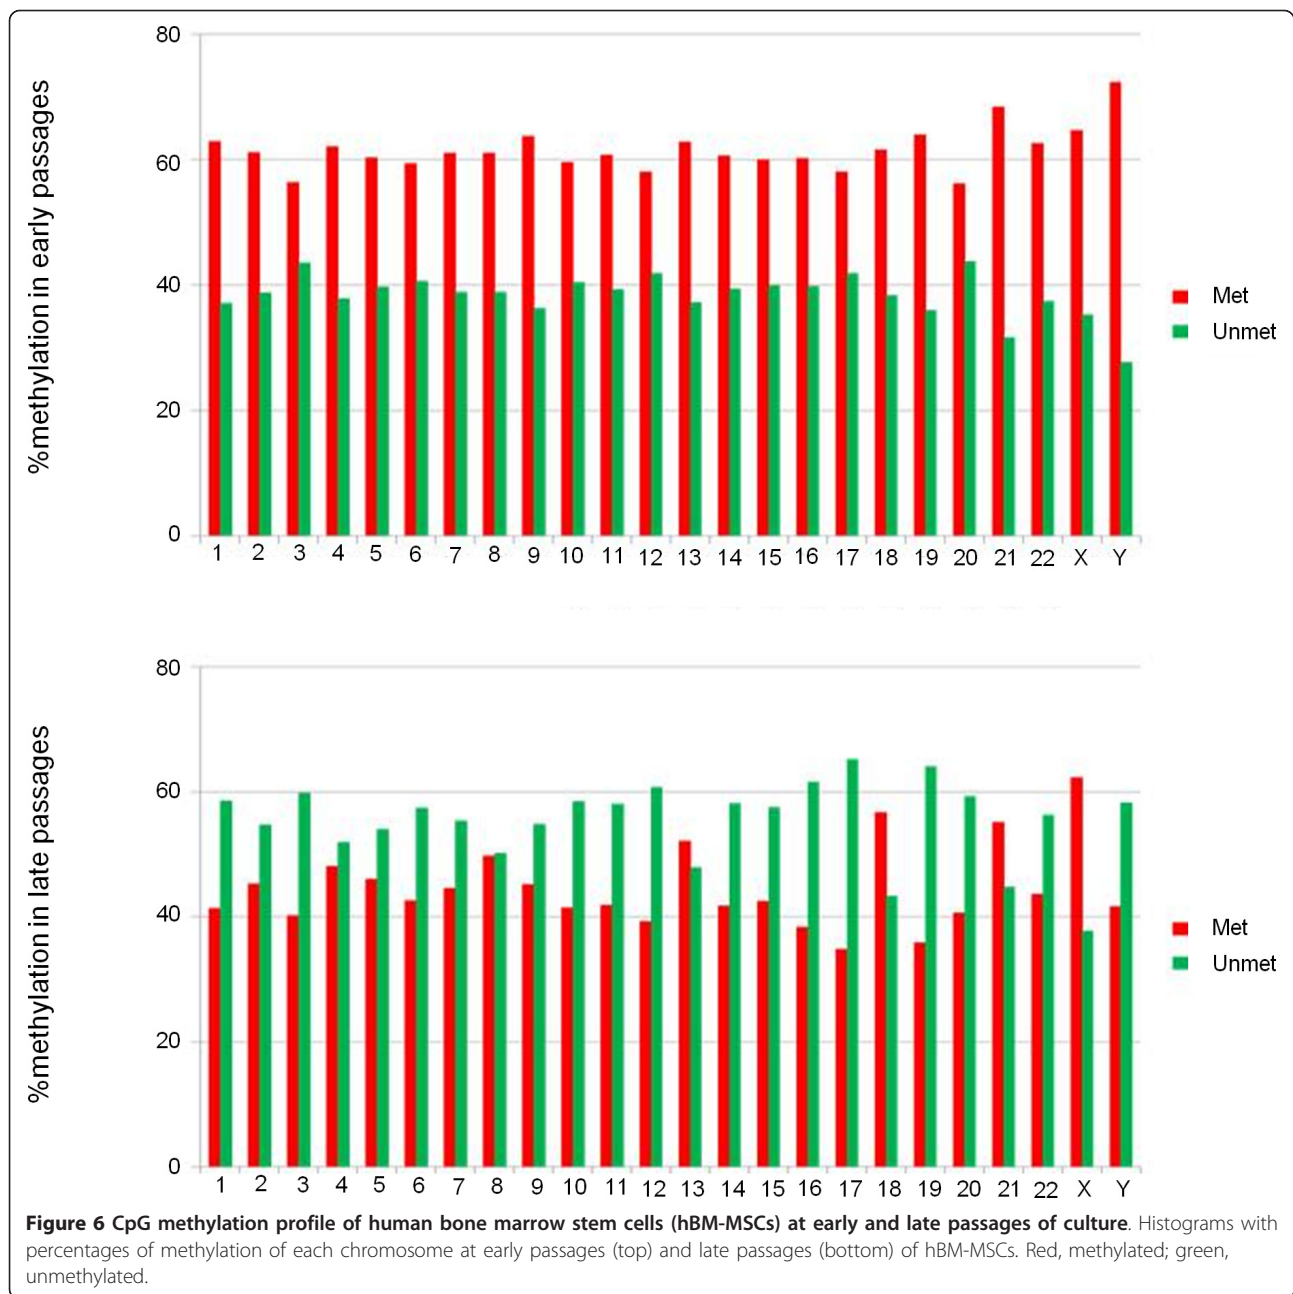 80
60
40
20
0
%methylation in early passages
1 2 3 4 5 6 7 8 9 10 11 12 13 14 15 16 17 18 19 20 21 22 X Y
Met
Unmet
80
60
40
20
0
%methylation in late passages
1 2 3 4 5 6 7 8 9 10 11 12 13 14 15 16 17 18 19 20 21 22 X Y
Met
Unmet
Figure 6 CpG methylation profile of human bone marrow stem cells (hBM-MSCs) at early and late passages of culture. Histograms with
percentages of methylation of each chromosome at early passages (top) and late passages (bottom) of hBM-MSCs. Red, methylated; green,
unmethylated.